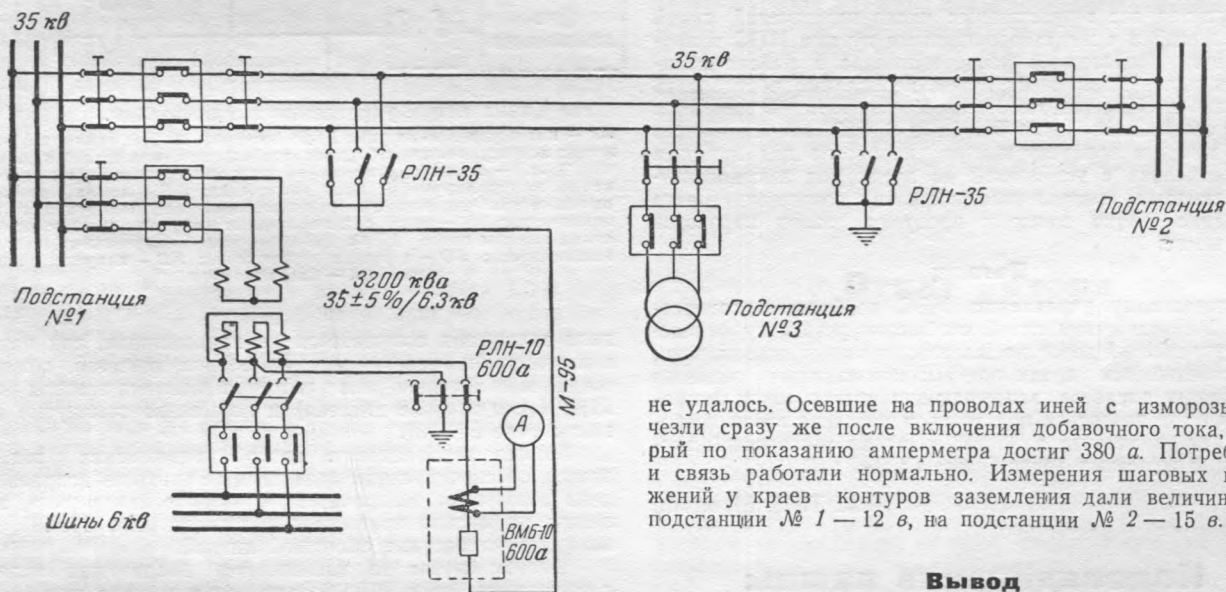 35 кв
35 кв
РЛН-35
РЛН-35
Подстанция
№2
Подстанция
№1
3200 ква
35±5%/6.3кв
Подстанция
№3
РЛН-10
600а
М-95
А
Шины 6 кв
ВМБ-10
600а
не удалось. Осевшие на проводах иней с изморозь
чезли сразу же после включения добавочного тока,
рый по показанию амперметра достиг 380 а. Потреб
и связь работали нормально. Измерения шаговых
жений у краев контуров заземления дали величин
подстанции № 1 — 12 в, на подстанции № 2 — 15 в.
Вывод